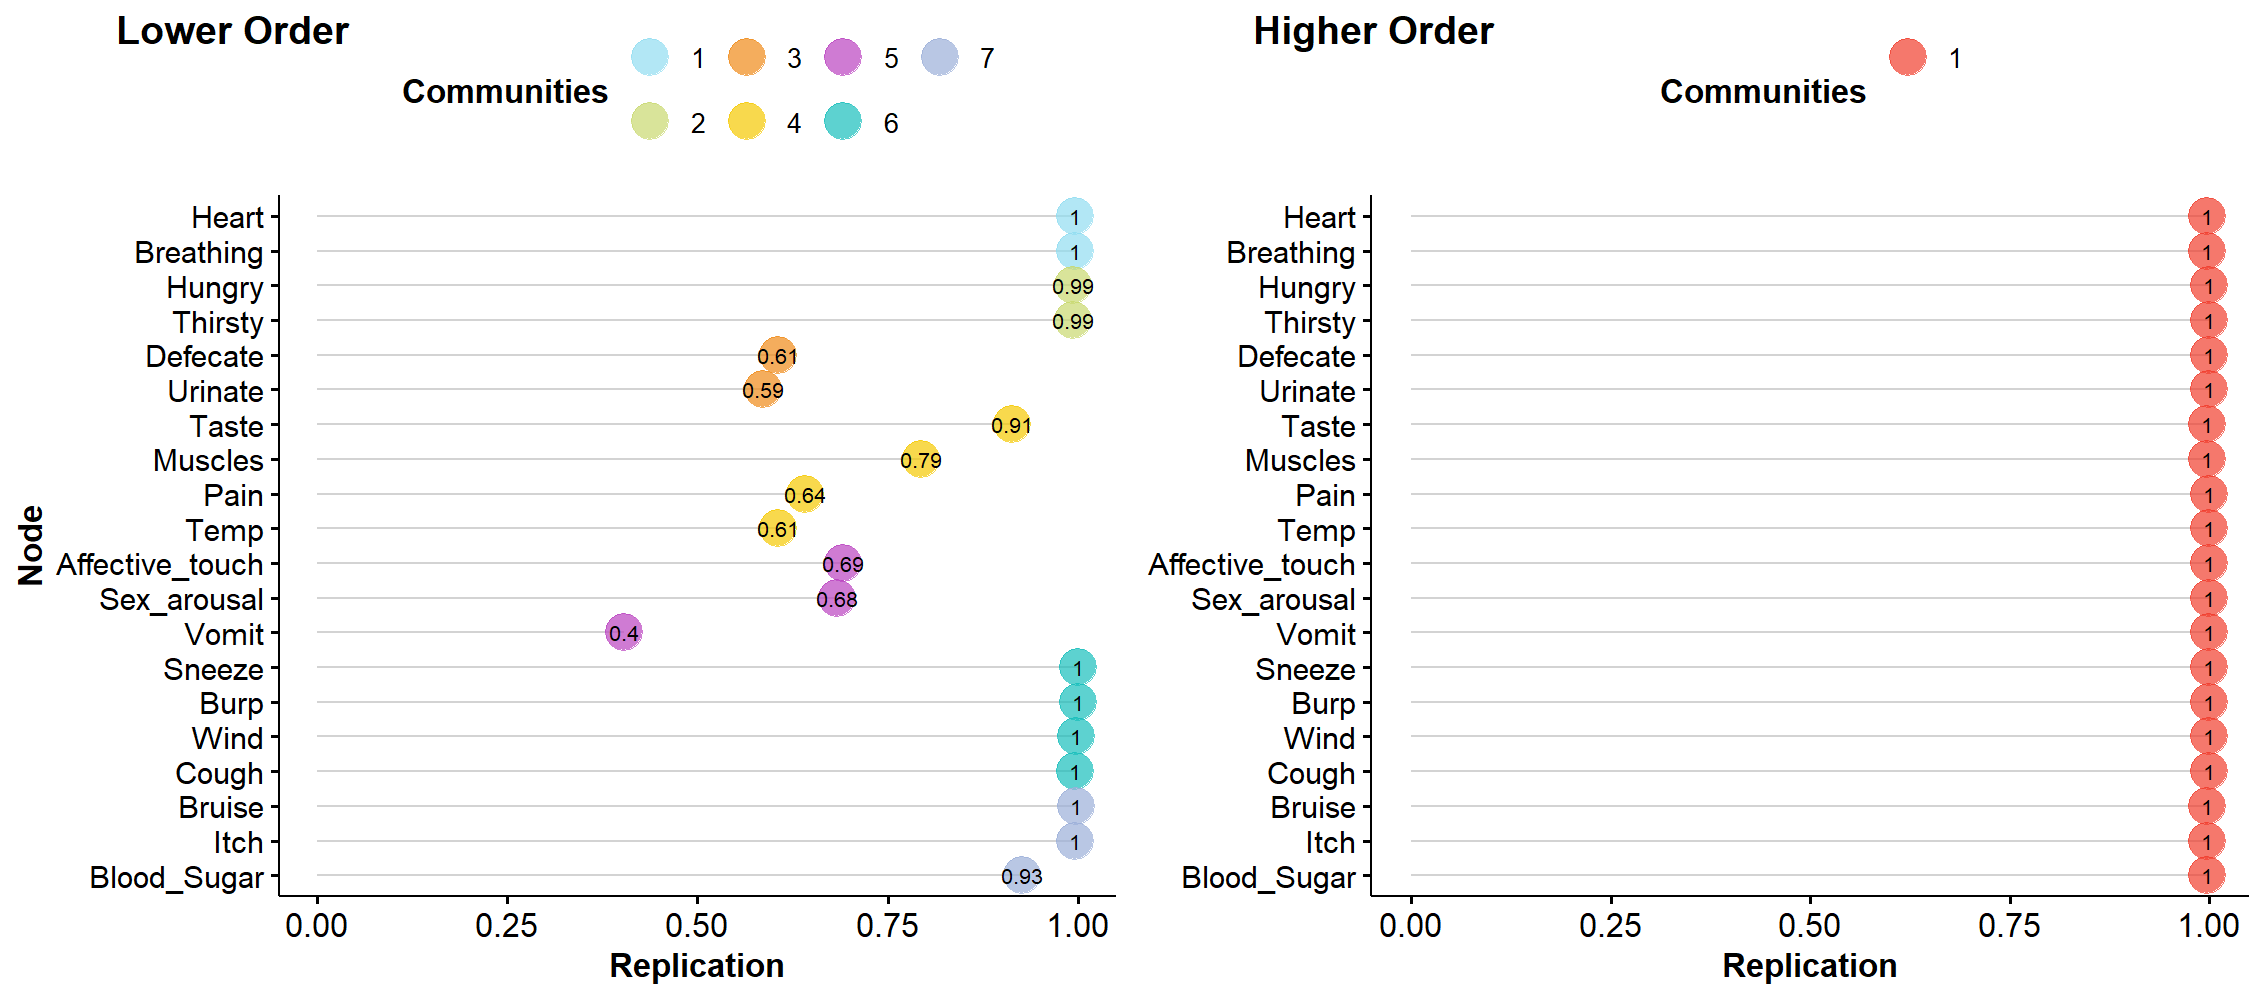 Lower Order
Communities
1 3 5 7
2 4 6
Node
Heart 1
Breathing 1
Hungry 0.99
Thirsty 0.99
Defecate 0.61
Urinate 0.59
Taste 0.91
Muscles 0.79
Pain 0.64
Temp 0.61
Affective_touch 0.69
Sex_arousal 0.68
Vomit 0.4
Sneeze 1
Burp 1
Wind 1
Cough 1
Bruise 1
Itch 1
Blood_Sugar 0.93
0.00 0.25 0.50 0.75 1.00
Replication
Higher Order
Communities
1
Heart 1
Breathing 1
Hungry 1
Thirsty 1
Defecate 1
Urinate 1
Taste 1
Muscles 1
Pain 1
Temp 1
Affective_touch 1
Sex_arousal 1
Vomit 1
Sneeze 1
Burp 1
Wind 1
Cough 1
Bruise 1
Itch 1
Blood_Sugar 1
0.00 0.25 0.50 0.75 1.00
Replication